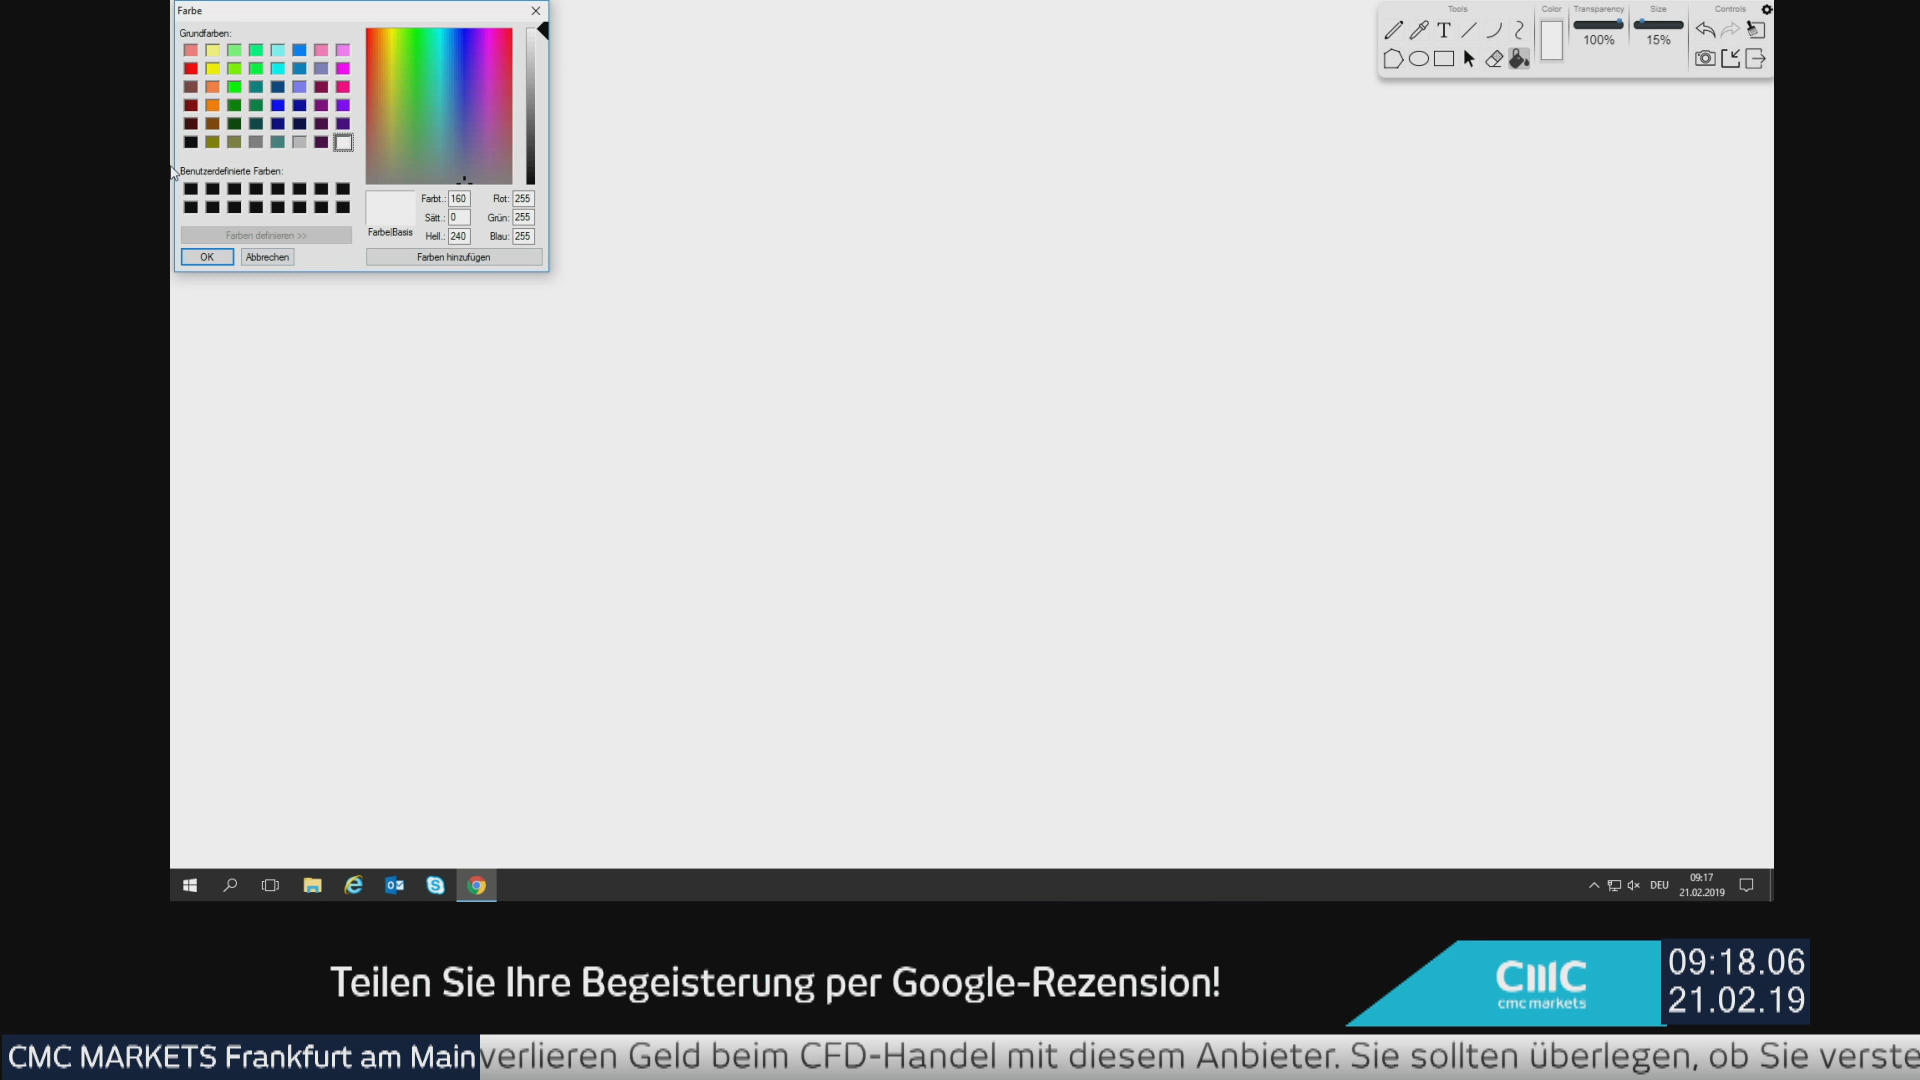 Farbe
Grundfarben:
Benutzerdefinierte Farben:
Farben definieren >>
OK
Abbrechen
Farbe|Basis
Farbt.: 160
Sätt.: 0
Hell.: 240
Rot: 255
Grün: 255
Blau: 255
Farben hinzufügen
Tools
Color
Transparency
100%
Size
15%
Controls
DEU
09:17
21.02.2019
Teilen Sie Ihre Begeisterung per Google-Rezension!
CMC
cmc markets
09:18.06
21.02.19
CMC MARKETS Frankfurt am Main
verlieren Geld beim CFD-Handel mit diesem Anbieter. Sie sollten überlegen, ob Sie verste